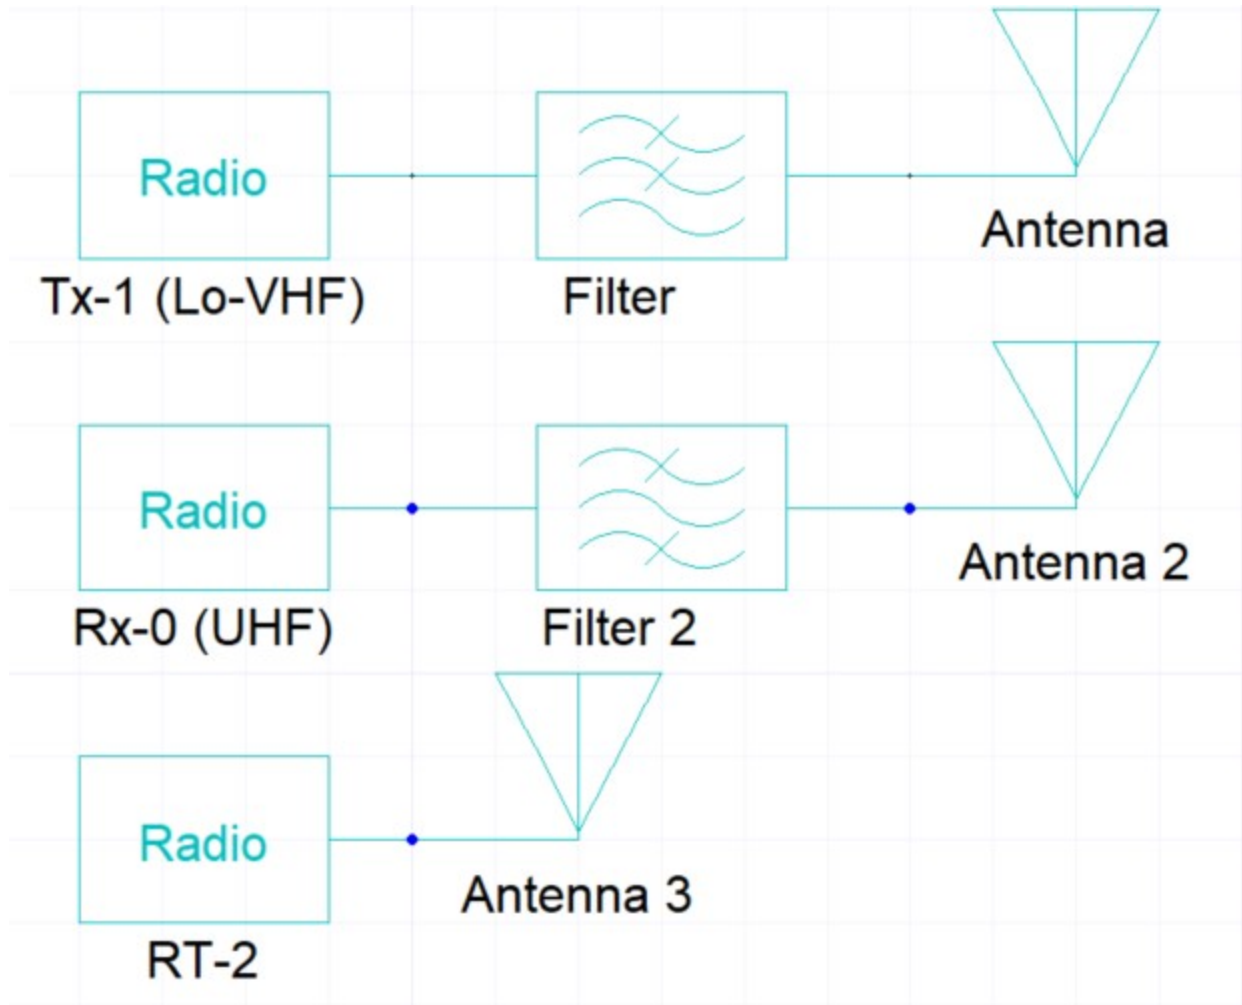 Radio
Tx-1 (Lo-VHF)
Filter
Antenna
Radio
Rx-0 (UHF)
Filter 2
Antenna 2
Radio
RT-2
Antenna 3